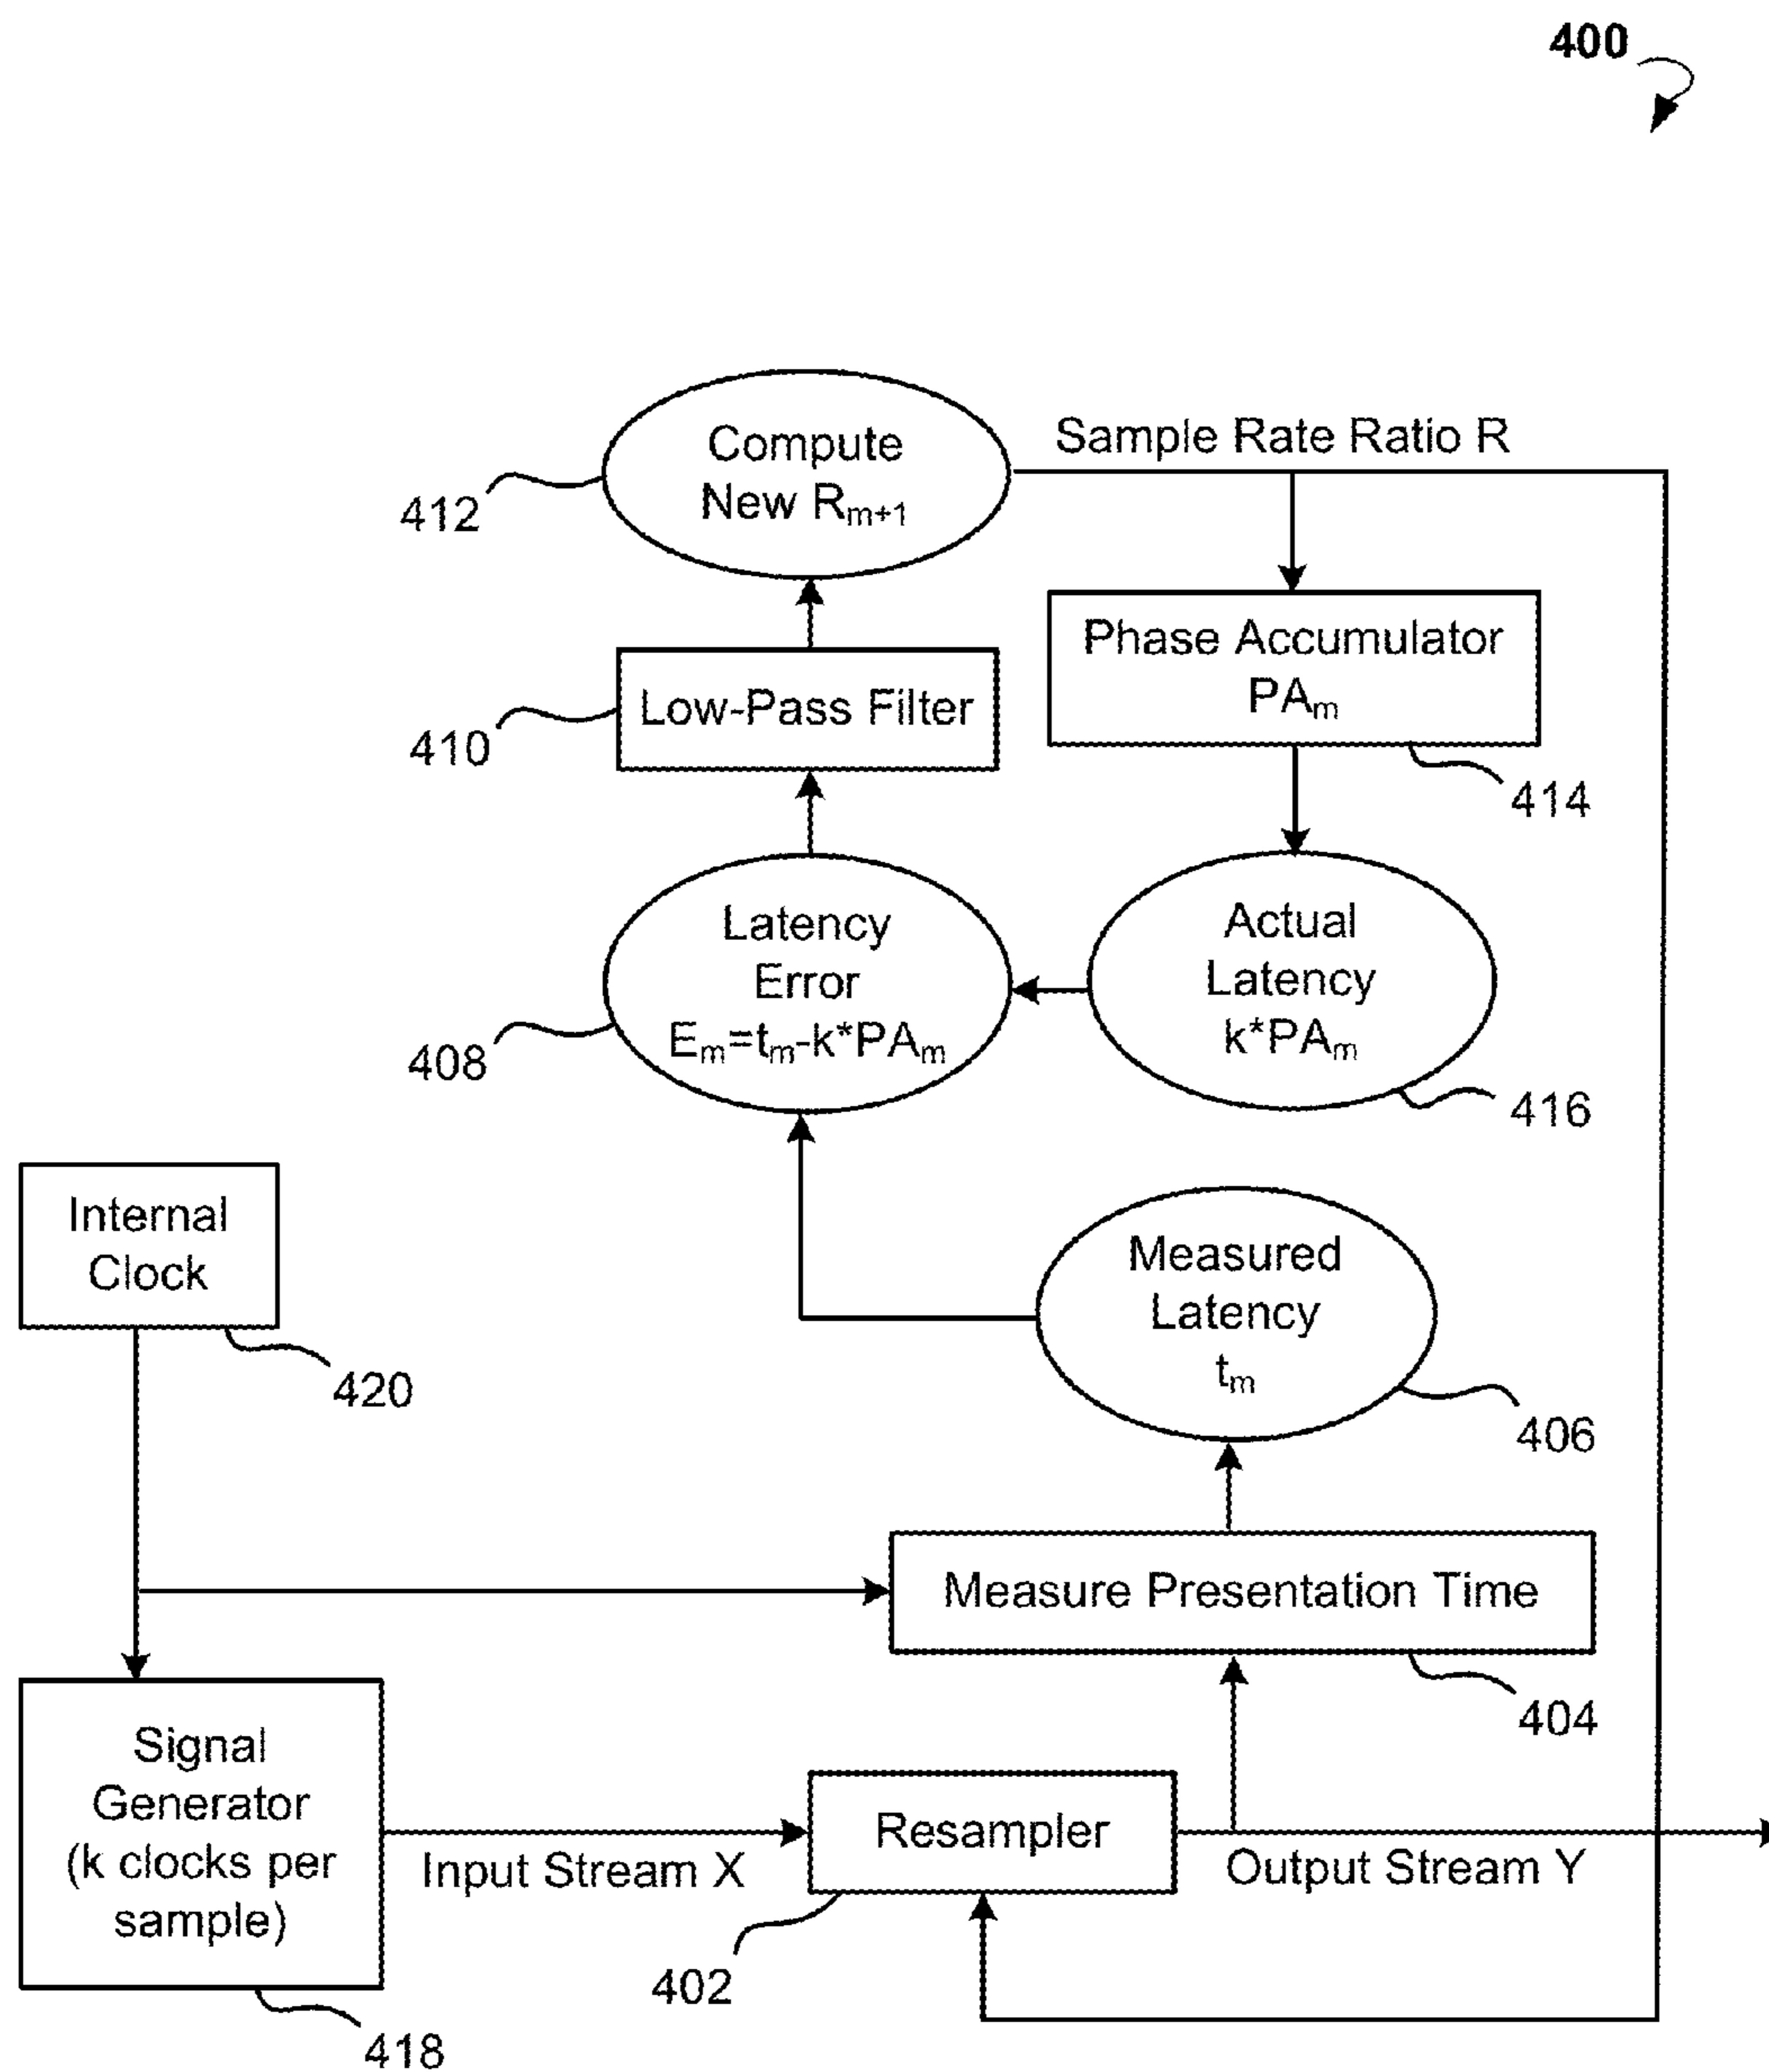 400
Compute
New Rm+1
412
Sample Rate Ratio R
Phase Accumulator
PAm
414
Low-Pass Filter
410
Latency
Error
Em=tm-k*PAm
408
Actual
Latency
k*PAm
416
Internal
Clock
420
Measured
Latency
tm
406
Measure Presentation Time
404
Signal
Generator
(k clocks per
sample)
418
Input Stream X
Resampler
402
Output Stream Y